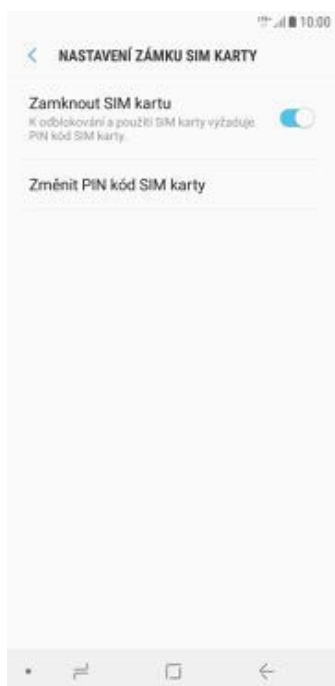 10:00
NASTAVENÍ ZÁMKU SIM KARTY
Zamknout SIM kartu
K odblokování a použití SIM karty vyžaduje
PIN kód SIM karty.
Změnit PIN kód SIM karty